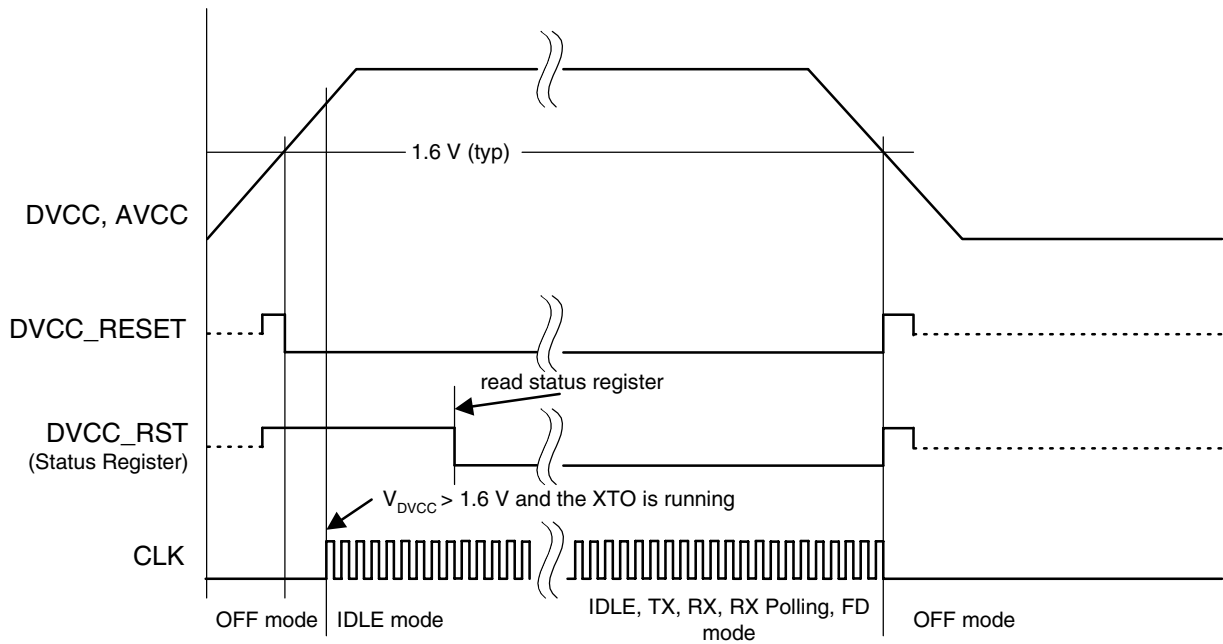 1.6 V (typ)
DVCC, AVCC
DVCC_RESET
read status register
DVCC_RST
(Status Register)
VDVCC > 1.6 V and the XTO is running
CLK
OFF mode
IDLE mode
IDLE, TX, RX, RX Polling, FD
mode
OFF mode